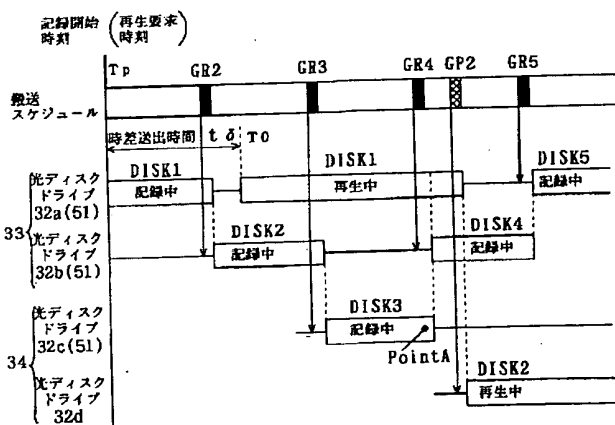 記録開始 (再生要求)
時刻 (時刻)
Tp GR2 GR3 GR4 GP2 GR5
搬送
スケジュール
時差送出時間 tδ T0
DISK1 DISK1 DISK5
光ディスク
ドライブ
32a(51)
記録中 再生中 記録中
33
DISK2 DISK4
光ディスク
ドライブ
32b(51)
記録中 記録中
DISK3
光ディスク
ドライブ
32c(51)
記録中
PointA
34
DISK2
光ディスク
ドライブ
32d
再生中